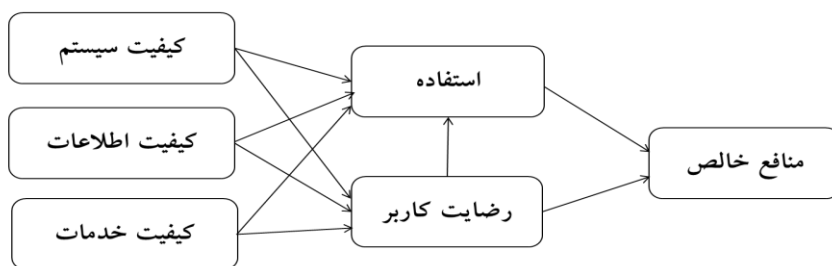 کیفیت سیستم
کیفیت اطلاعات
کیفیت خدمات
استفاده
رضایت کاربر
منافع خالص